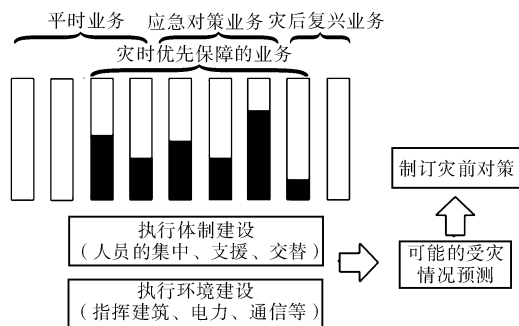 平时业务 应急对策业务 灾后复兴业务
灾时优先保障的业务
制订灾前对策
执行体制建设
（人员的集中、支援、交替）
可能的受灾
情况预测
执行环境建设
（指挥建筑、电力、通信等）